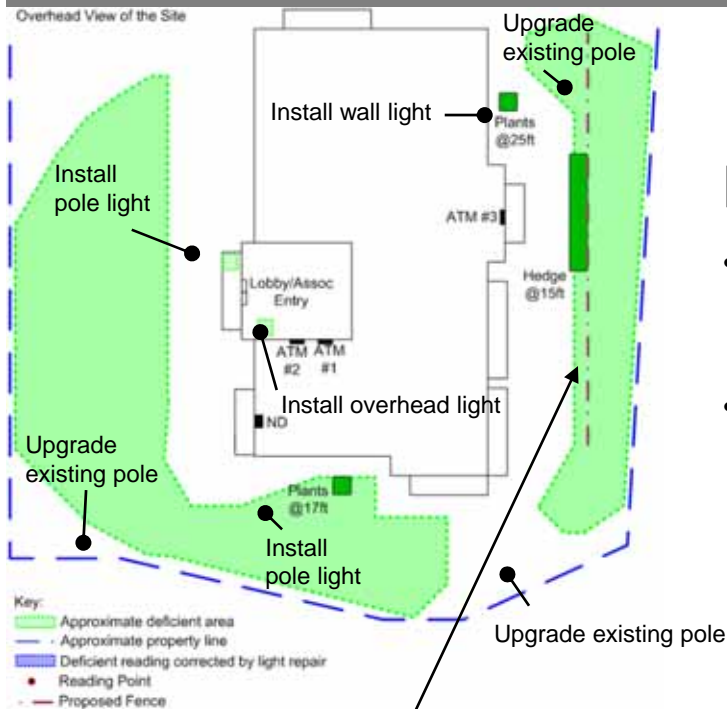 Overhead View of the Site
Upgrade
existing pole
Install wall light
Plants
@25ft
Install
pole light
ATM #3
Lobby/Assoc
Entry
Hedge
@15ft
ATM
#2
ATM
#1
Install overhead light
ND
Upgrade
existing pole
Plants
@17ft
Install
pole light
Upgrade existing pole
Key:
Approximate deficient area
Approximate property line
Deficient reading corrected by light repair
Reading Point
Proposed Fence